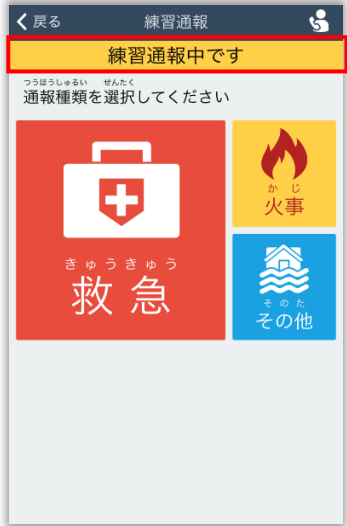 戻る 練習通報
練習通報中です
つうほうしゅるい せんたく
通報種類を選択してください
きゅうきゅう
救急
かじ
火事
そのた
その他